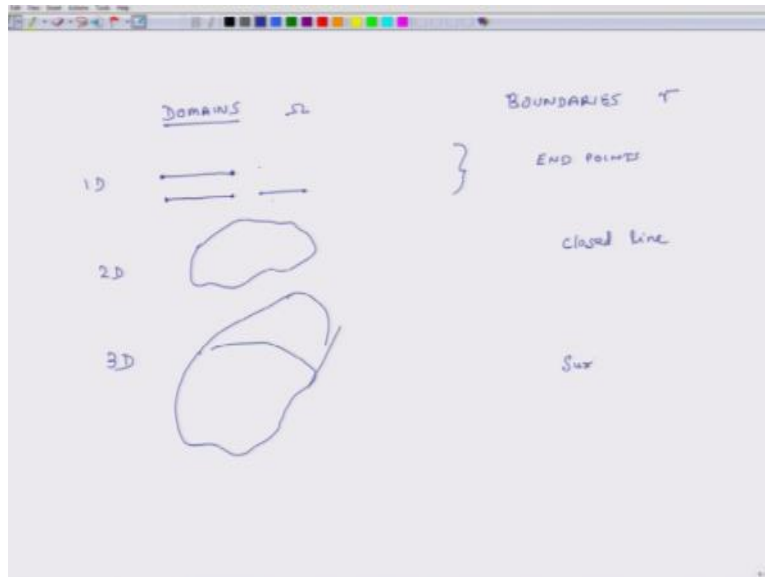 DOMAINS Ω BOUNDARIES Γ
1D } END POINTS
2D closed line
3D Sur